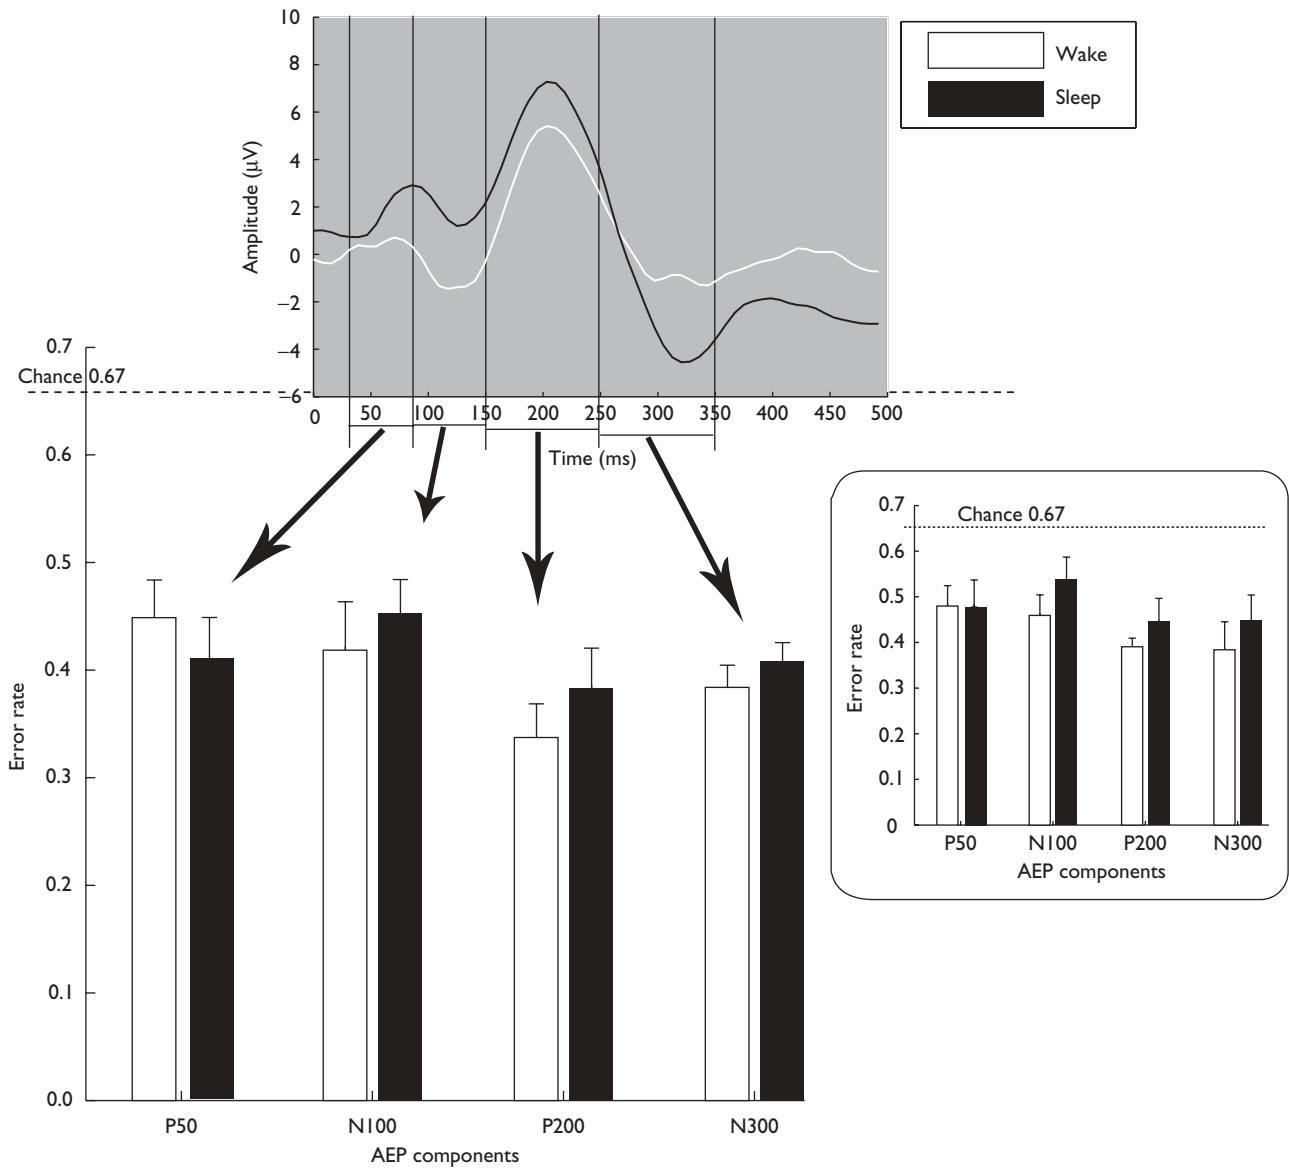 10
8
6
4
2
0
−2
−4
−6
Amplitude (μV)
0 50 100 150 200 250 300 350 400 450 500
Time (ms)
Wake
Sleep
0.7
Chance 0.67
0.6
0.5
0.4
0.3
0.2
0.1
0.0
Error rate
P50 N100 P200 N300
AEP components
0.7
Chance 0.67
0.6
0.5
0.4
0.3
0.2
0.1
0
Error rate
P50 N100 P200 N300
AEP components